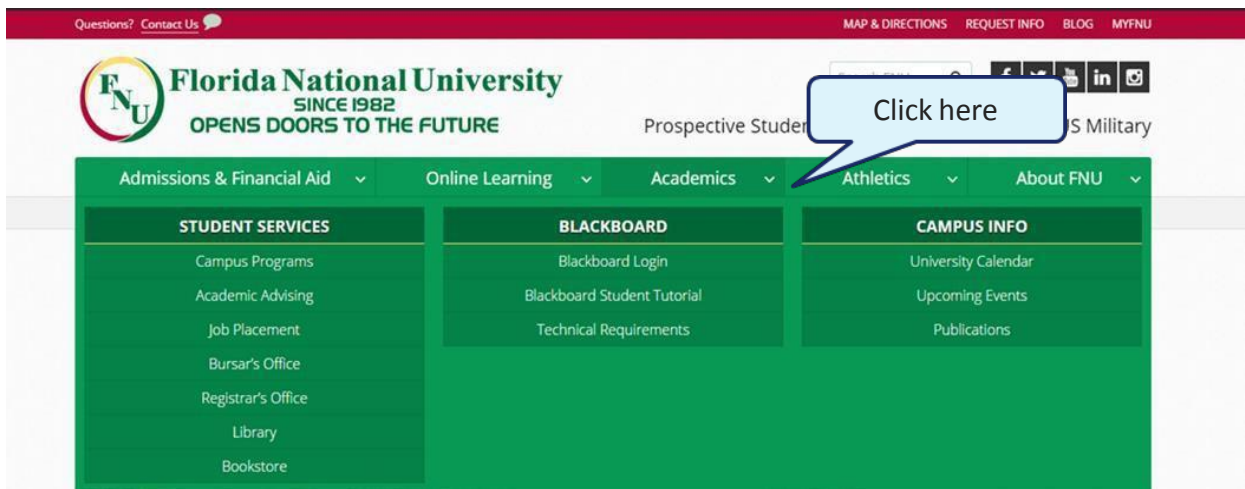 Questions? Contact Us
MAP & DIRECTIONS REQUEST INFO BLOG MYFNU
FNU
Florida National University
SINCE 1982
OPENS DOORS TO THE FUTURE
Click here
Prospective US Military
Admissions & Financial Aid Online Learning Academics Athletics About FNU
STUDENT SERVICES BLACKBOARD CAMPUS INFO
Campus Programs Blackboard Login University Calendar
Academic Advising Blackboard Student Tutorial Upcoming Events
Job Placement Technical Requirements Publications
Bursar's Office
Registrar's Office
Library
Bookstore